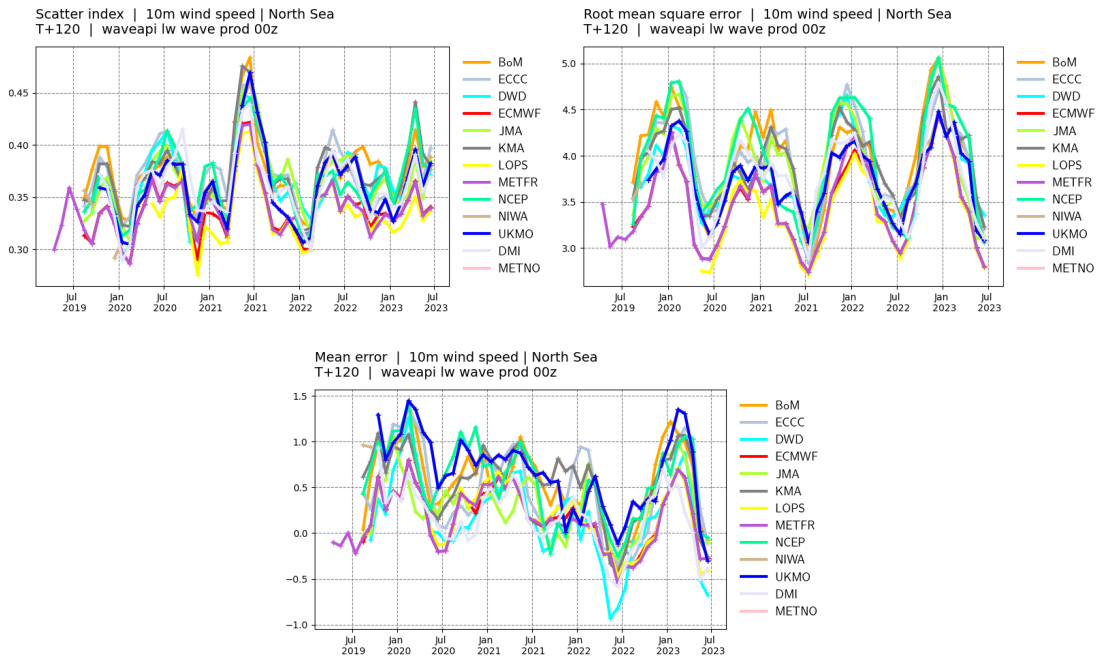 Scatter index | 10m wind speed | North Sea
T+120 | waveapi lw wave prod 00z
0.45
0.40
0.35
0.30
Jul 2019
Jan 2020
Jul 2020
Jan 2021
Jul 2021
Jan 2022
Jul 2022
Jan 2023
Jul 2023
BoM
ECCC
DWD
ECMWF
JMA
KMA
LOPS
METFR
NCEP
NIWA
UKMO
DMI
METNO
Root mean square error | 10m wind speed | North Sea
T+120 | waveapi lw wave prod 00z
5.0
4.5
4.0
3.5
3.0
Jul 2019
Jan 2020
Jul 2020
Jan 2021
Jul 2021
Jan 2022
Jul 2022
Jan 2023
Jul 2023
BoM
ECCC
DWD
ECMWF
JMA
KMA
LOPS
METFR
NCEP
NIWA
UKMO
DMI
METNO
Mean error | 10m wind speed | North Sea
T+120 | waveapi lw wave prod 00z
1.5
1.0
0.5
0.0
−0.5
−1.0
Jul 2019
Jan 2020
Jul 2020
Jan 2021
Jul 2021
Jan 2022
Jul 2022
Jan 2023
Jul 2023
BoM
ECCC
DWD
ECMWF
JMA
KMA
LOPS
METFR
NCEP
NIWA
UKMO
DMI
METNO